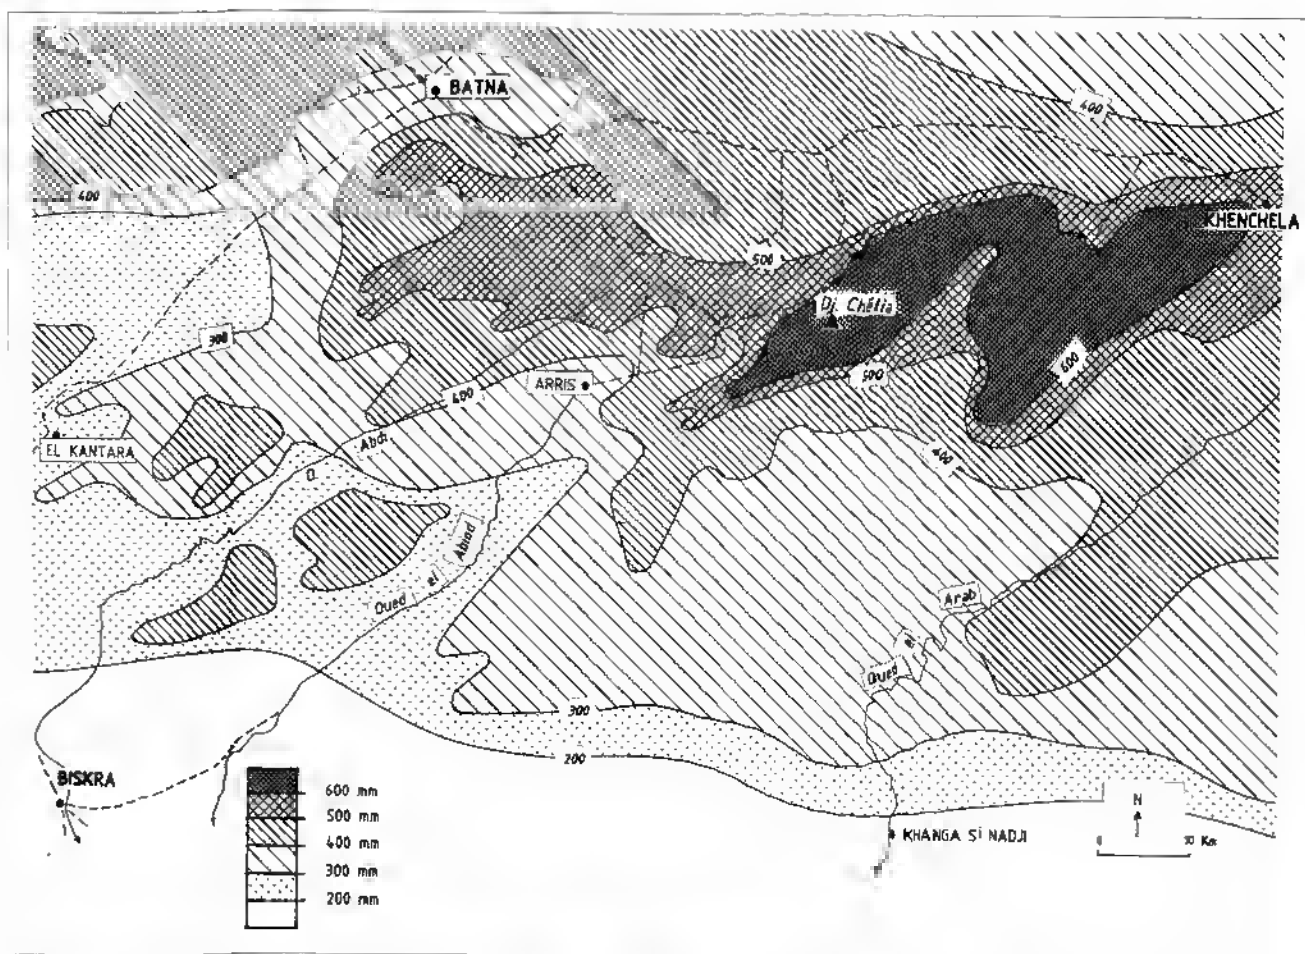 BATNA
400
400
KHENCHELA
500
Dj. Chélia
300
600
500
ARRIS
400
EL KANTARA
Abdi
O.
400
Oued el Abiod
Arab
Oued
300
200
BISKRA
600 mm
500 mm
400 mm
300 mm
200 mm
N
0
Km
KHANGA Si NADJI